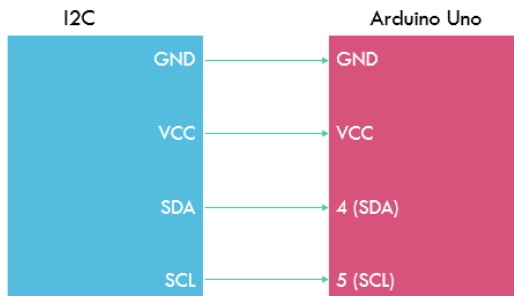 I2C
Arduino Uno
GND
GND
VCC
VCC
SDA
4 (SDA)
SCL
5 (SCL)